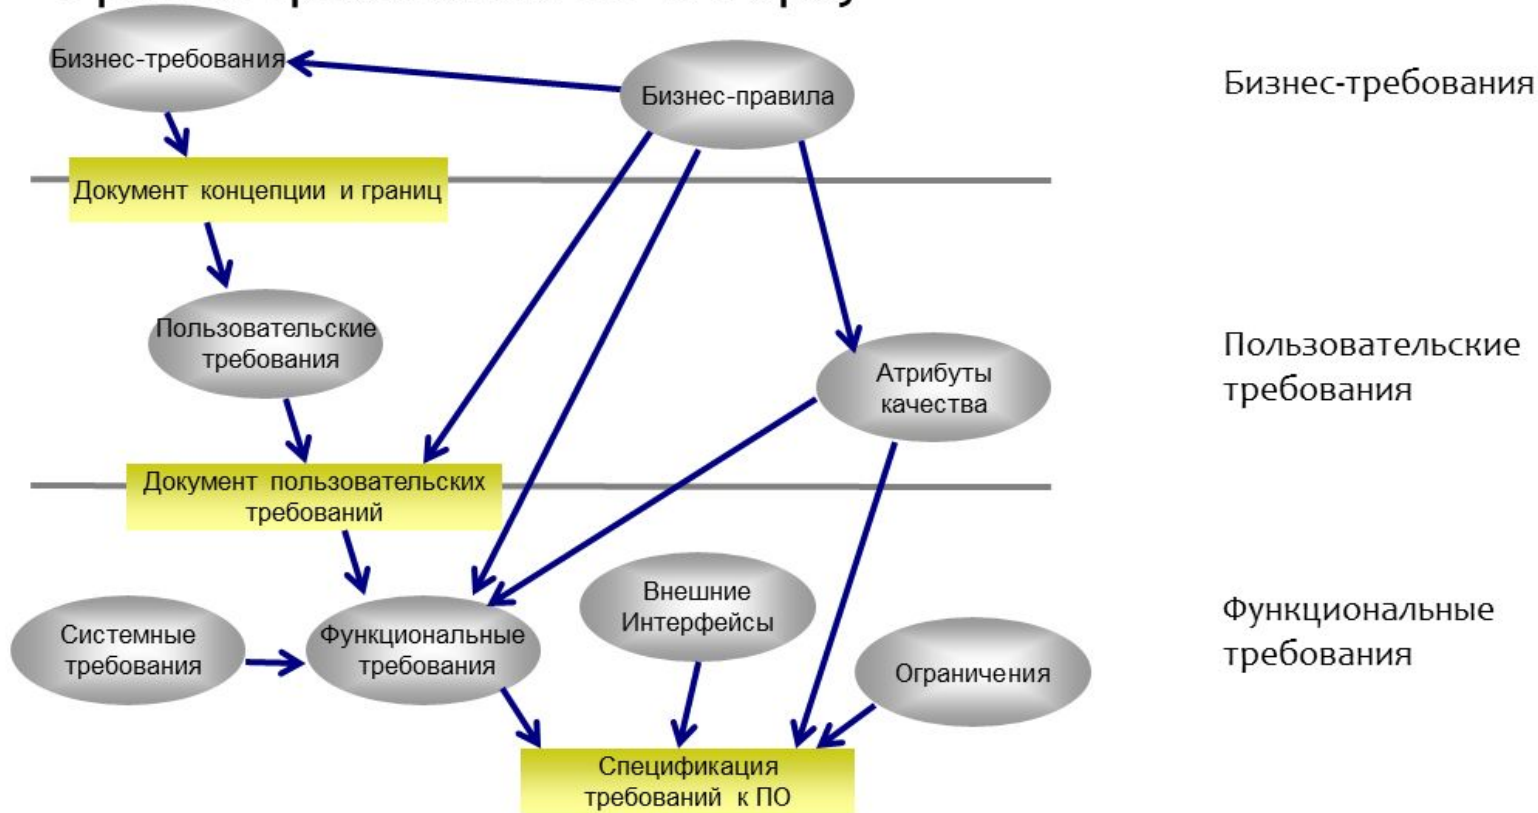 Бизнес-требования
Бизнес-правила
Бизнес-требования
Документ концепции и границ
Пользовательские
требования
Атрибуты
качества
Пользовательские
требования
Документ пользовательских
требований
Системные
требования
Функциональные
требования
Внешние
Интерфейсы
Ограничения
Функциональные
требования
Спецификация
требований к ПО